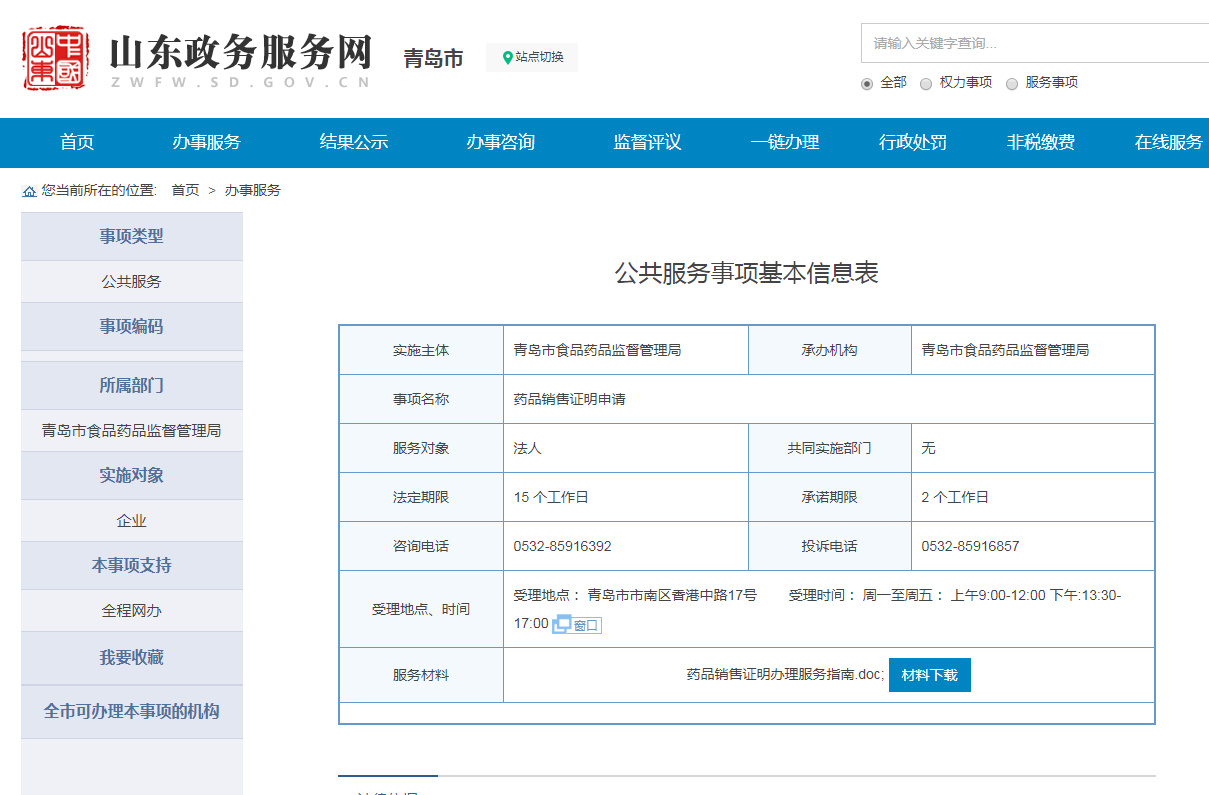 山东政务服务网
ZWFW.SD.GOV.CN
青岛市
站点切换
请输入关键字查询...
全部 权力事项 服务事项
首页 办事服务 结果公示 办事咨询 监督评议 一链办理 行政处罚 非税缴费 在线服务
您当前所在的位置: 首页 > 办事服务
事项类型
公共服务
事项编码
所属部门
青岛市食品药品监督管理局
实施对象
企业
本事项支持
全程网办
我要收藏
全市可办理本事项的机构
公共服务事项基本信息表
实施主体 青岛市食品药品监督管理局 承办机构 青岛市食品药品监督管理局
事项名称 药品销售证明申请
服务对象 法人 共同实施部门 无
法定期限 15 个工作日 承诺期限 2 个工作日
咨询电话 0532-85916392 投诉电话 0532-85916857
受理地点、时间 受理地点： 青岛市市南区香港中路17号 受理时间： 周一至周五： 上午9:00-12:00 下午:13:30-
17:00 窗口
服务材料 药品销售证明办理服务指南.doc; 材料下载